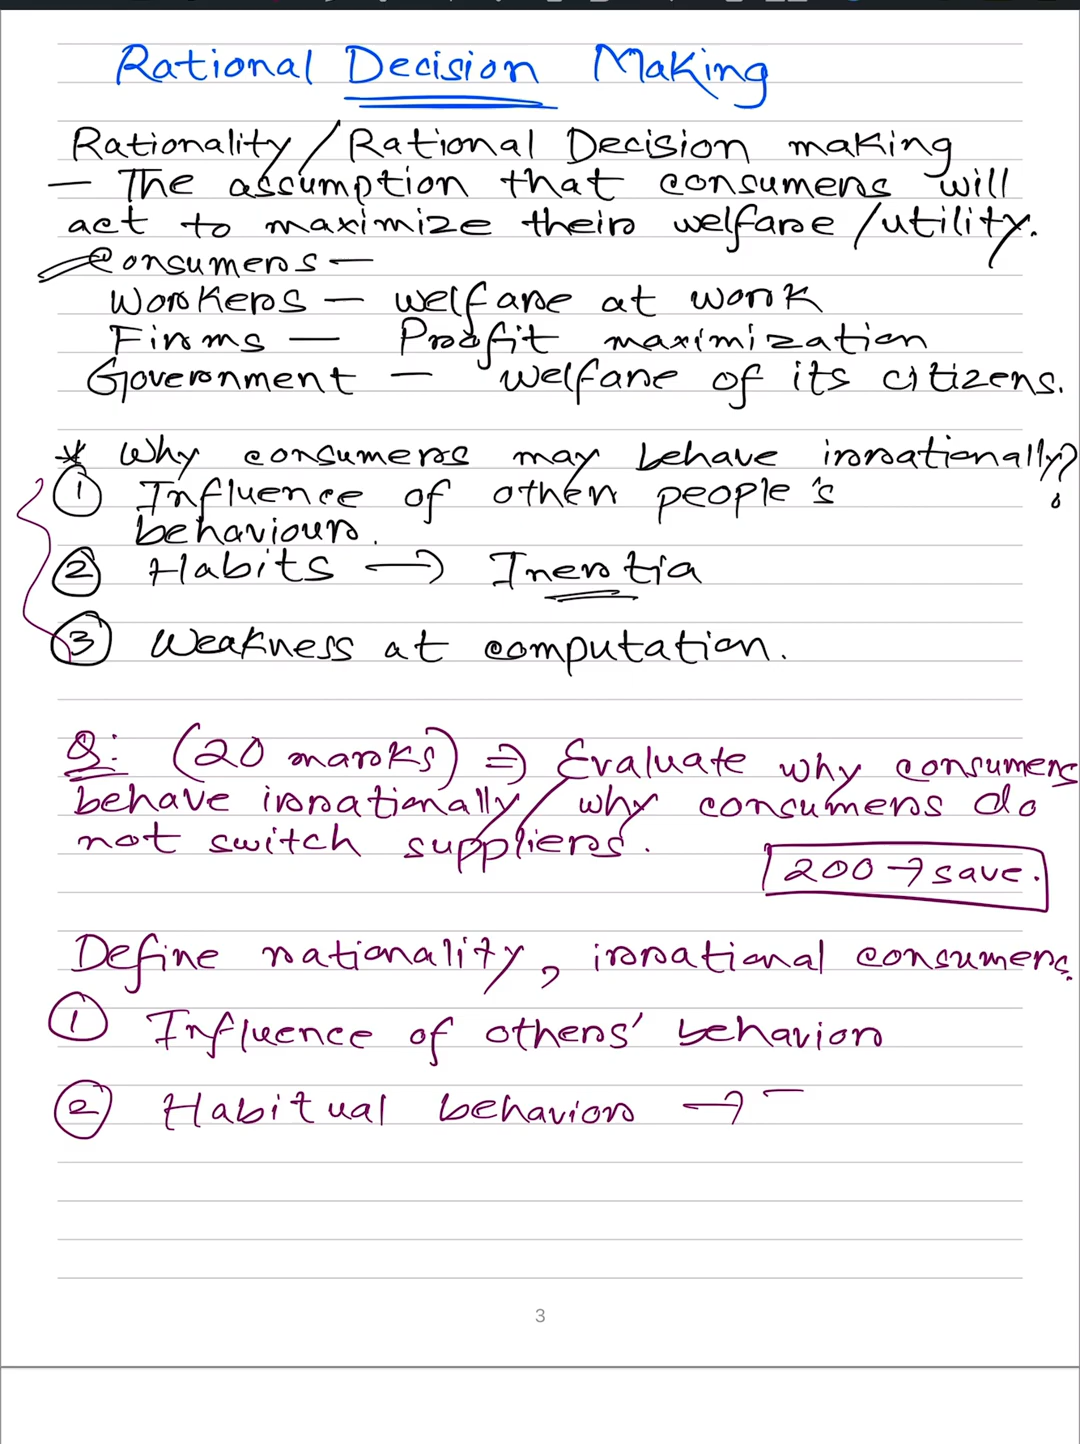 Rational Decision Making
Rationality/Rational Decision making
— The assumption that consumers will
act to maximize their welfare/utility.
Consumers —
Workers — welfare at work
Firms — Profit maximization
Government — welfare of its citizens.
* Why consumers may behave irrationally?
① Influence of other people's
behaviour.
② Habits → Inertia
③ Weakness at computation.
Q: (20 marks) ⇒ Evaluate why consumers
behave irrationally/why consumers do
not switch suppliers.
200 → save.
Define rationality, irrational consumers.
① Influence of others' behavior
② Habitual behavior →
3